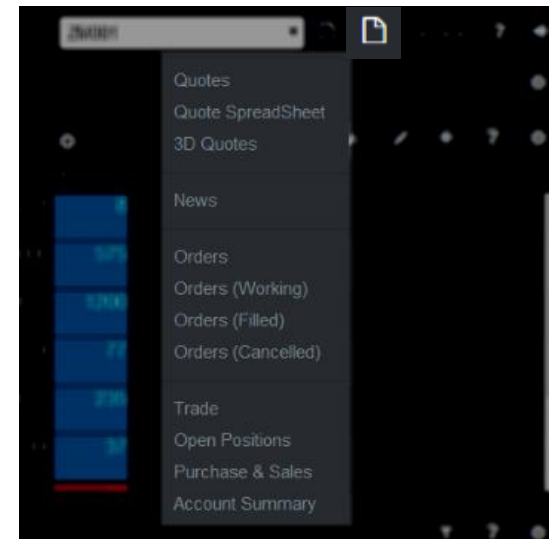 ?
Quotes
Quote SpreadSheet
3D Quotes
?
News
Orders
Orders (Working)
Orders (Filled)
Orders (Cancelled)
Trade
Open Positions
Purchase & Sales
Account Summary
?